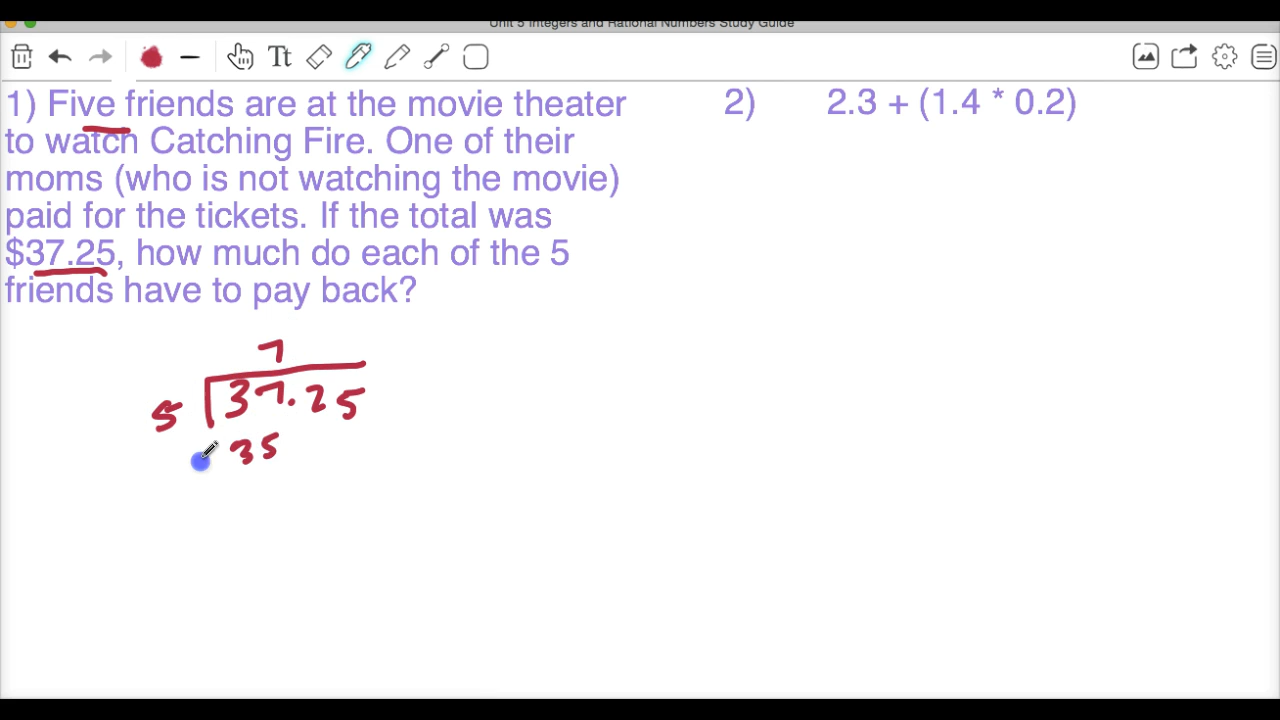 Unit 5 Integers and Rational Numbers Study Guide
Tt
1) Five friends are at the movie theater
to watch Catching Fire. One of their
moms (who is not watching the movie)
paid for the tickets. If the total was
$37.25, how much do each of the 5
friends have to pay back?
2) 2.3 + (1.4 * 0.2)
7
5 37.25
35